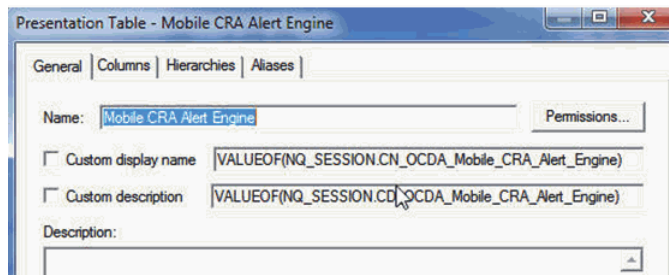 Presentation Table - Mobile CRA Alert Engine
General Columns Hierarchies Aliases
Name: Mobile CRA Alert Engine Permissions...
Custom display name VALUEOF(NQ_SESSION.CN_OCDA_Mobile_CRA_Alert_Engine)
Custom description VALUEOF(NQ_SESSION.CD_OCDA_Mobile_CRA_Alert_Engine)
Description: